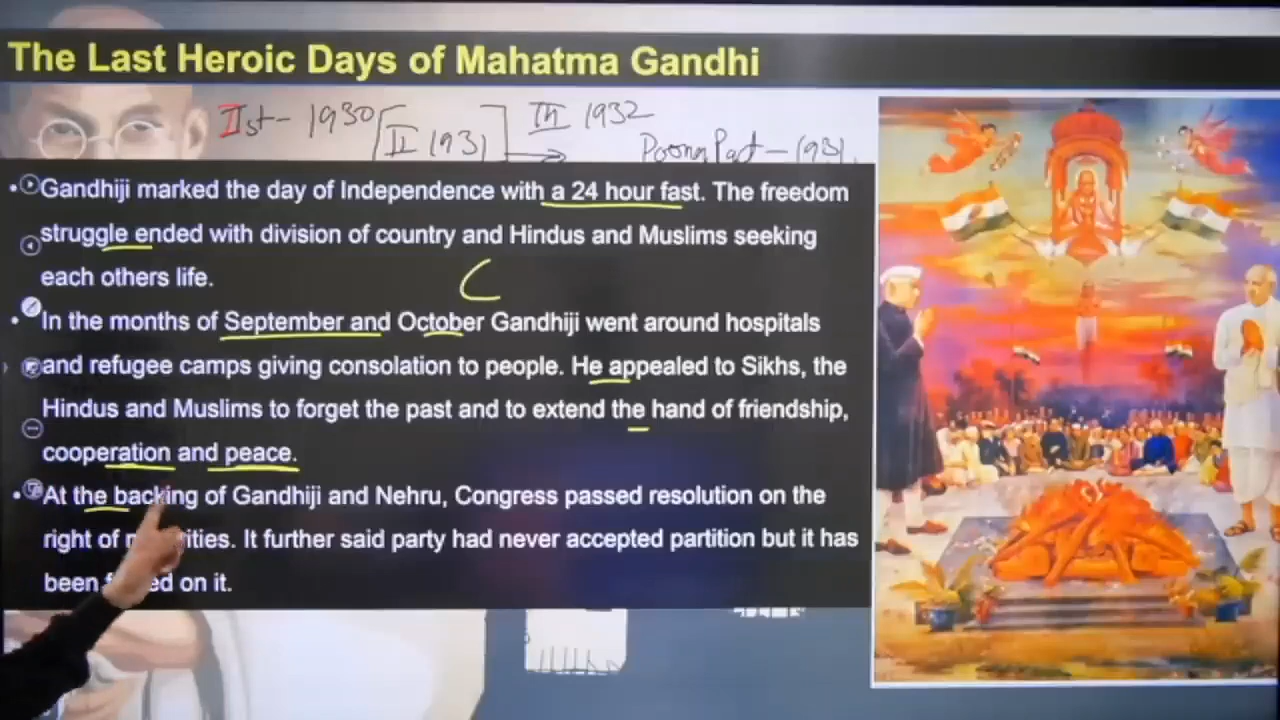 The Last Heroic Days of Mahatma Gandhi
Ist - 1930 II 1931 III 1932
Poona Pact - 1931.
• Gandhiji marked the day of Independence with a 24 hour fast. The freedom
struggle ended with division of country and Hindus and Muslims seeking
each others life.
• In the months of September and October Gandhiji went around hospitals
and refugee camps giving consolation to people. He appealed to Sikhs, the
Hindus and Muslims to forget the past and to extend the hand of friendship,
cooperation and peace.
• At the backing of Gandhiji and Nehru, Congress passed resolution on the
right of It further said party had never accepted partition but it has
been on it.